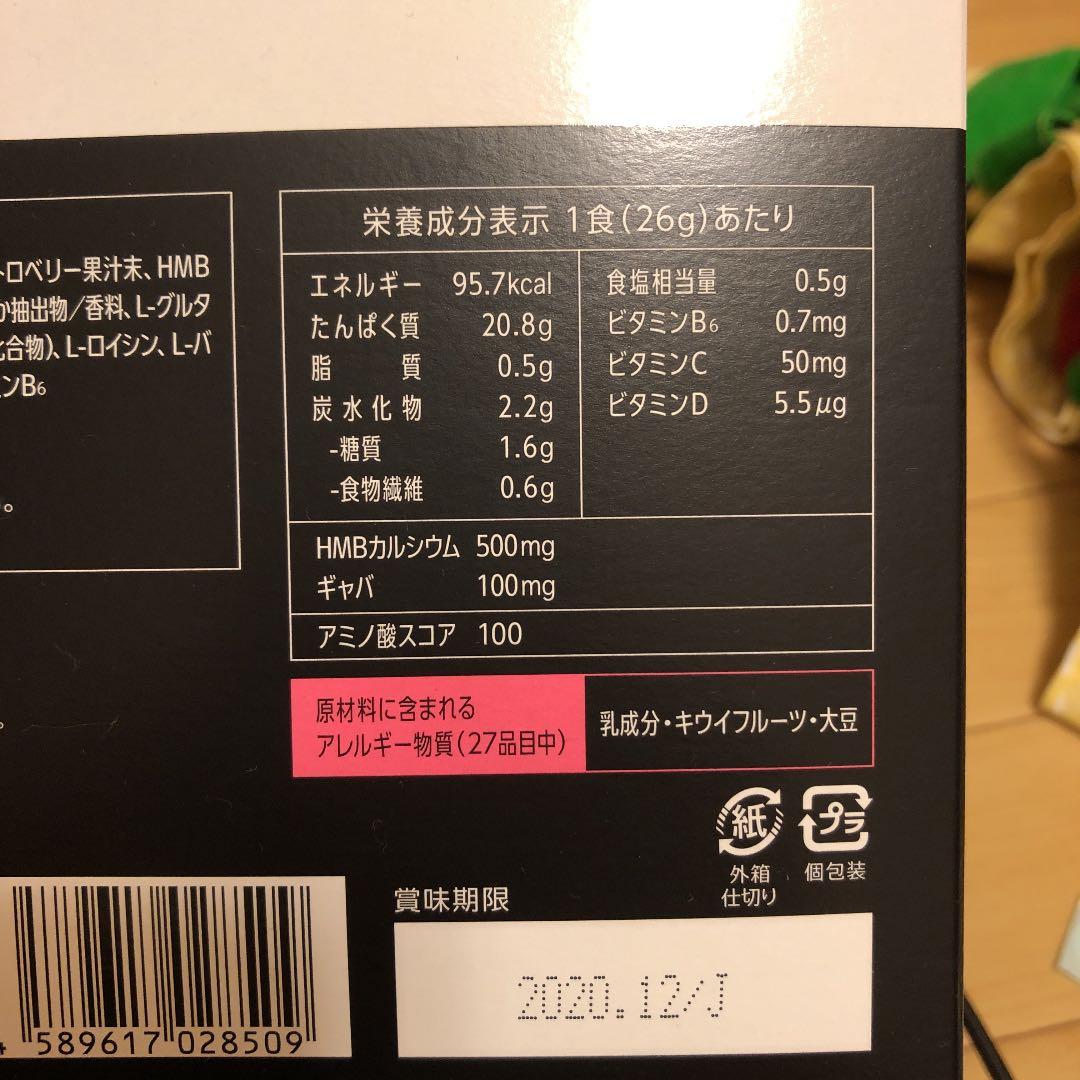 トロベリー果汁末、HMB
か抽出物/香料、L-グルタ
化合物)、L-ロイシン、L-バ
ンB6
。
。
栄養成分表示 1食(26g)あたり
エネルギー 95.7kcal
たんぱく質 20.8g
脂質 0.5g
炭水化物 2.2g
-糖質 1.6g
-食物繊維 0.6g
食塩相当量 0.5g
ビタミンB6 0.7mg
ビタミンC 50mg
ビタミンD 5.5μg
HMBカルシウム 500mg
ギャバ 100mg
アミノ酸スコア 100
原材料に含まれる
アレルギー物質(27品目中)
乳成分・キウイフルーツ・大豆
紙
外箱
仕切り
プラ
個包装
賞味期限
2020.12/J
4 589617 028509